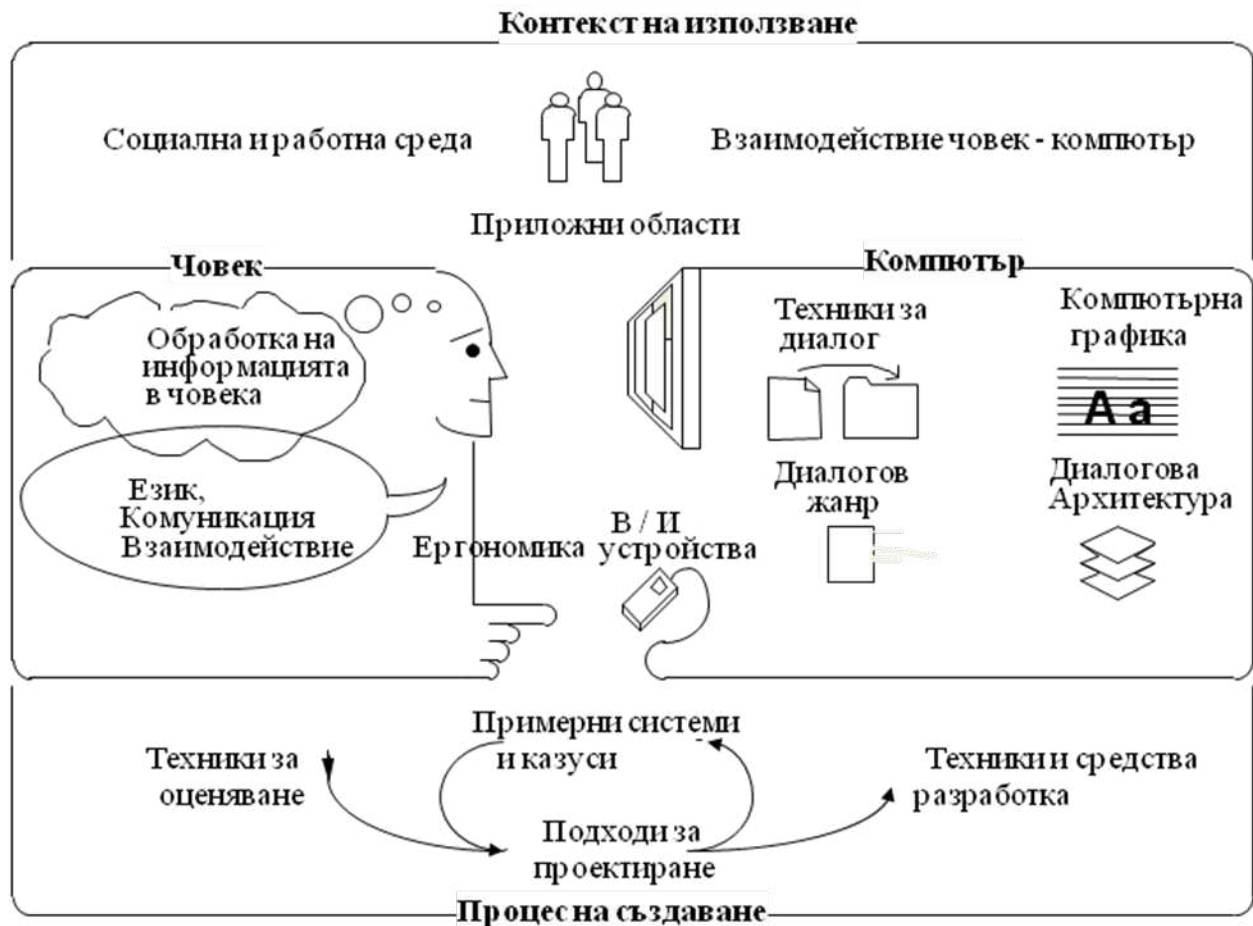 Контекст на използване
Социална и работна среда
Взаимодействие човек - компютър
Приложни области
Човек
Обработка на
информацията
в човека
Език,
Комуникация
Взаимодействие
Ергономика
В / И
устройства
Компютър
Техники за
диалог
Компютърна
графика
А а
Диалогов
жанр
Диалогова
Архитектура
Примерни системи
и казуси
Техники за
оценяване
Техники и средства
разработка
Подходи за
проектиране
Процес на създаване